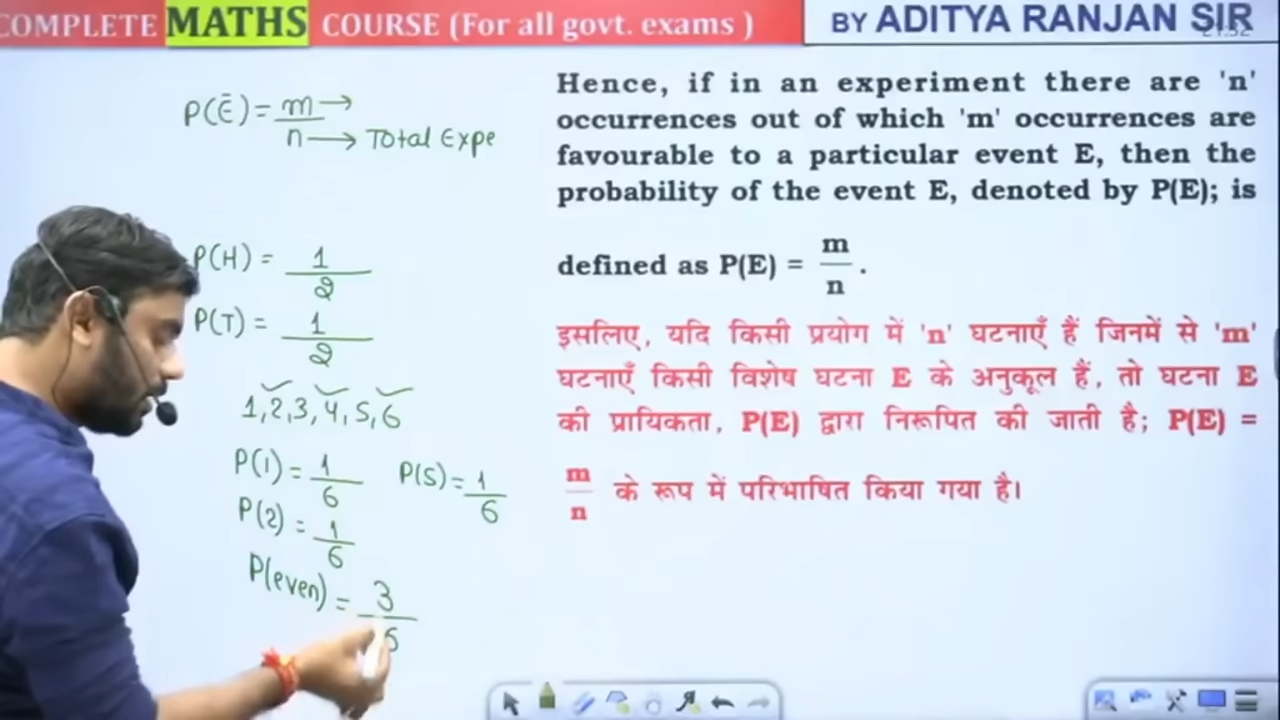 COMPLETE MATHS COURSE (For all govt. exams )
BY ADITYA RANJAN SIR
P(Ē) = m →
n → Total Expe
P(H) = 1
2
P(T) = 1
2
1, 2, 3, 4, 5, 6
P(1) = 1
6
P(5) = 1
6
P(2) = 1
6
P(even) = 3
6
Hence, if in an experiment there are 'n'
occurrences out of which 'm' occurrences are
favourable to a particular event E, then the
probability of the event E, denoted by P(E); is
defined as P(E) = m
n .
इसलिए, यदि किसी प्रयोग में 'n' घटनाएँ हैं जिनमें से 'm'
घटनाएँ किसी विशेष घटना E के अनुकूल हैं, तो घटना E
की प्रायिकता, P(E) द्वारा निरूपित की जाती है; P(E) =
m
n के रूप में परिभाषित किया गया है।